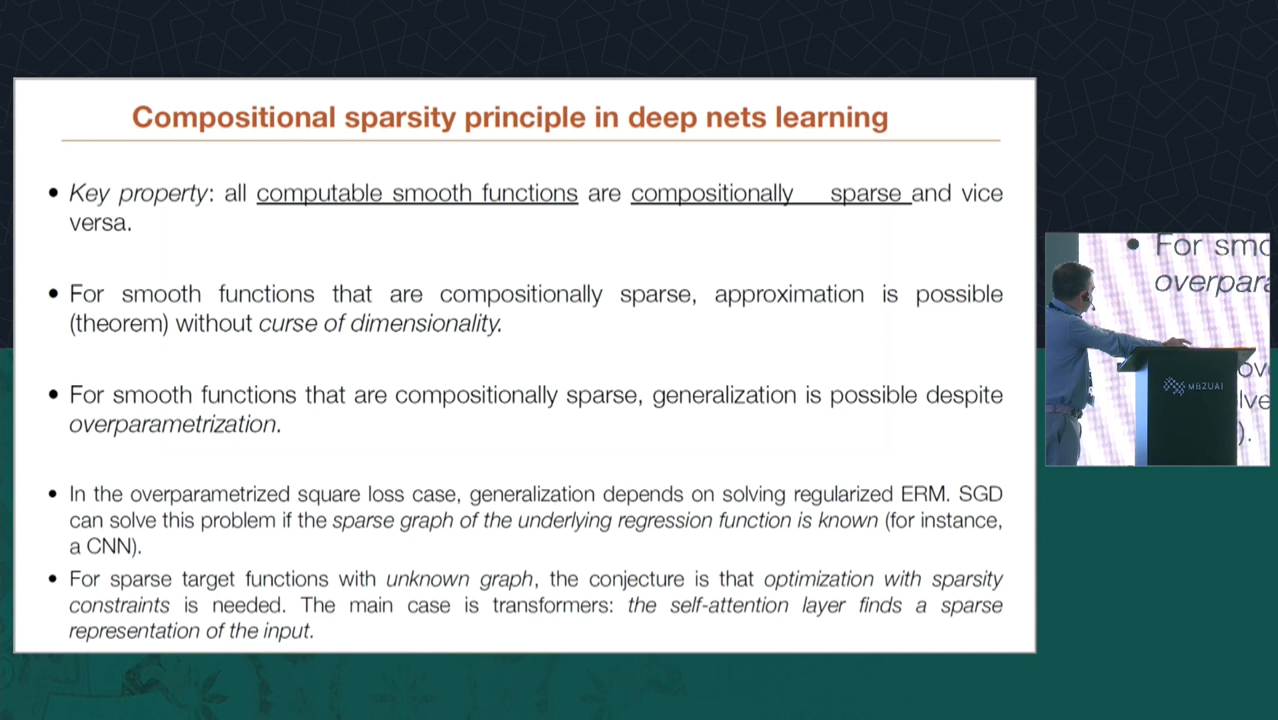 Compositional sparsity principle in deep nets learning
• Key property: all computable smooth functions are compositionally sparse and vice
versa.
• For smooth functions that are compositionally sparse, approximation is possible
(theorem) without curse of dimensionality.
• For smooth functions that are compositionally sparse, generalization is possible despite
overparametrization.
• In the overparametrized square loss case, generalization depends on solving regularized ERM. SGD
can solve this problem if the sparse graph of the underlying regression function is known (for instance,
a CNN).
• For sparse target functions with unknown graph, the conjecture is that optimization with sparsity
constraints is needed. The main case is transformers: the self-attention layer finds a sparse
representation of the input.
• For smo
overpara
ove
lve
).
MBZUAI